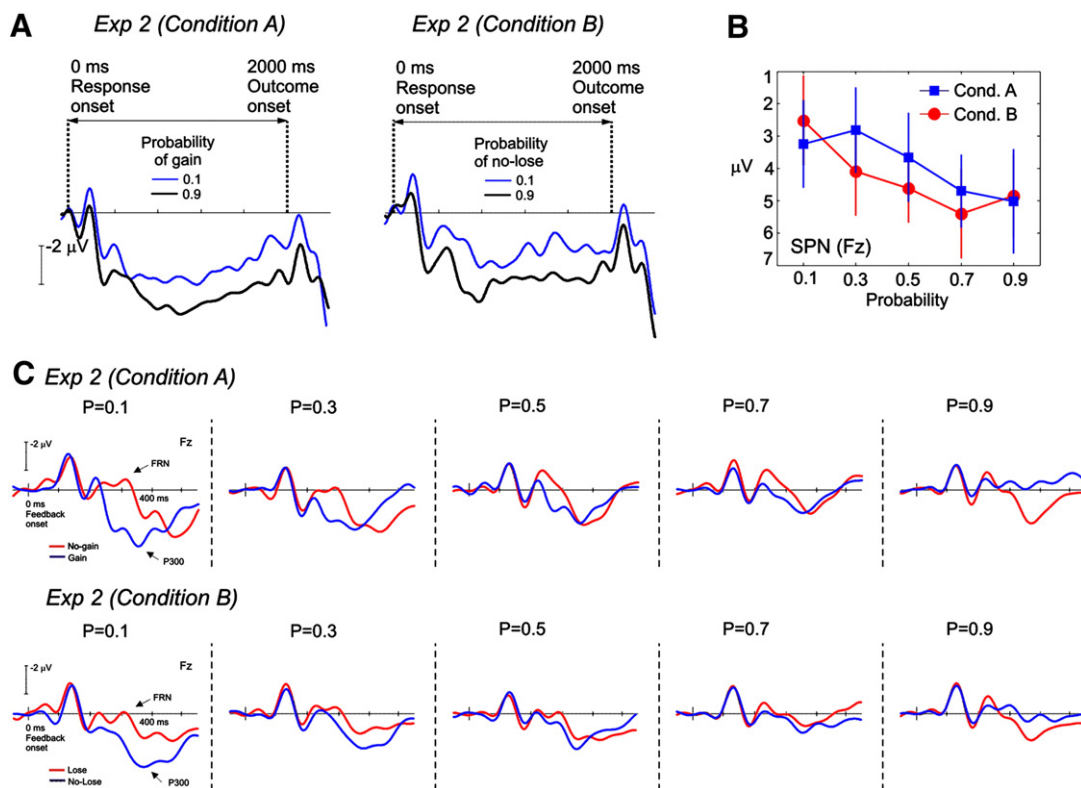 A
Exp 2 (Condition A)
0 ms
Response
onset
2000 ms
Outcome
onset
Probability
of gain
0.1
0.9
-2 µV
Exp 2 (Condition B)
0 ms
Response
onset
2000 ms
Outcome
onset
Probability
of no-lose
0.1
0.9
B
1
2
3
4
5
6
7
µV
Cond. A
Cond. B
SPN (Fz)
0.1 0.3 0.5 0.7 0.9
Probability
C
Exp 2 (Condition A)
P=0.1 P=0.3 P=0.5 P=0.7 P=0.9
-2 µV
Fz
FRN
400 ms
0 ms
Feedback
onset
No-gain
Gain
P300
Exp 2 (Condition B)
P=0.1 P=0.3 P=0.5 P=0.7 P=0.9
-2 µV
Fz
FRN
400 ms
0 ms
Feedback
onset
Lose
No-Lose
P300